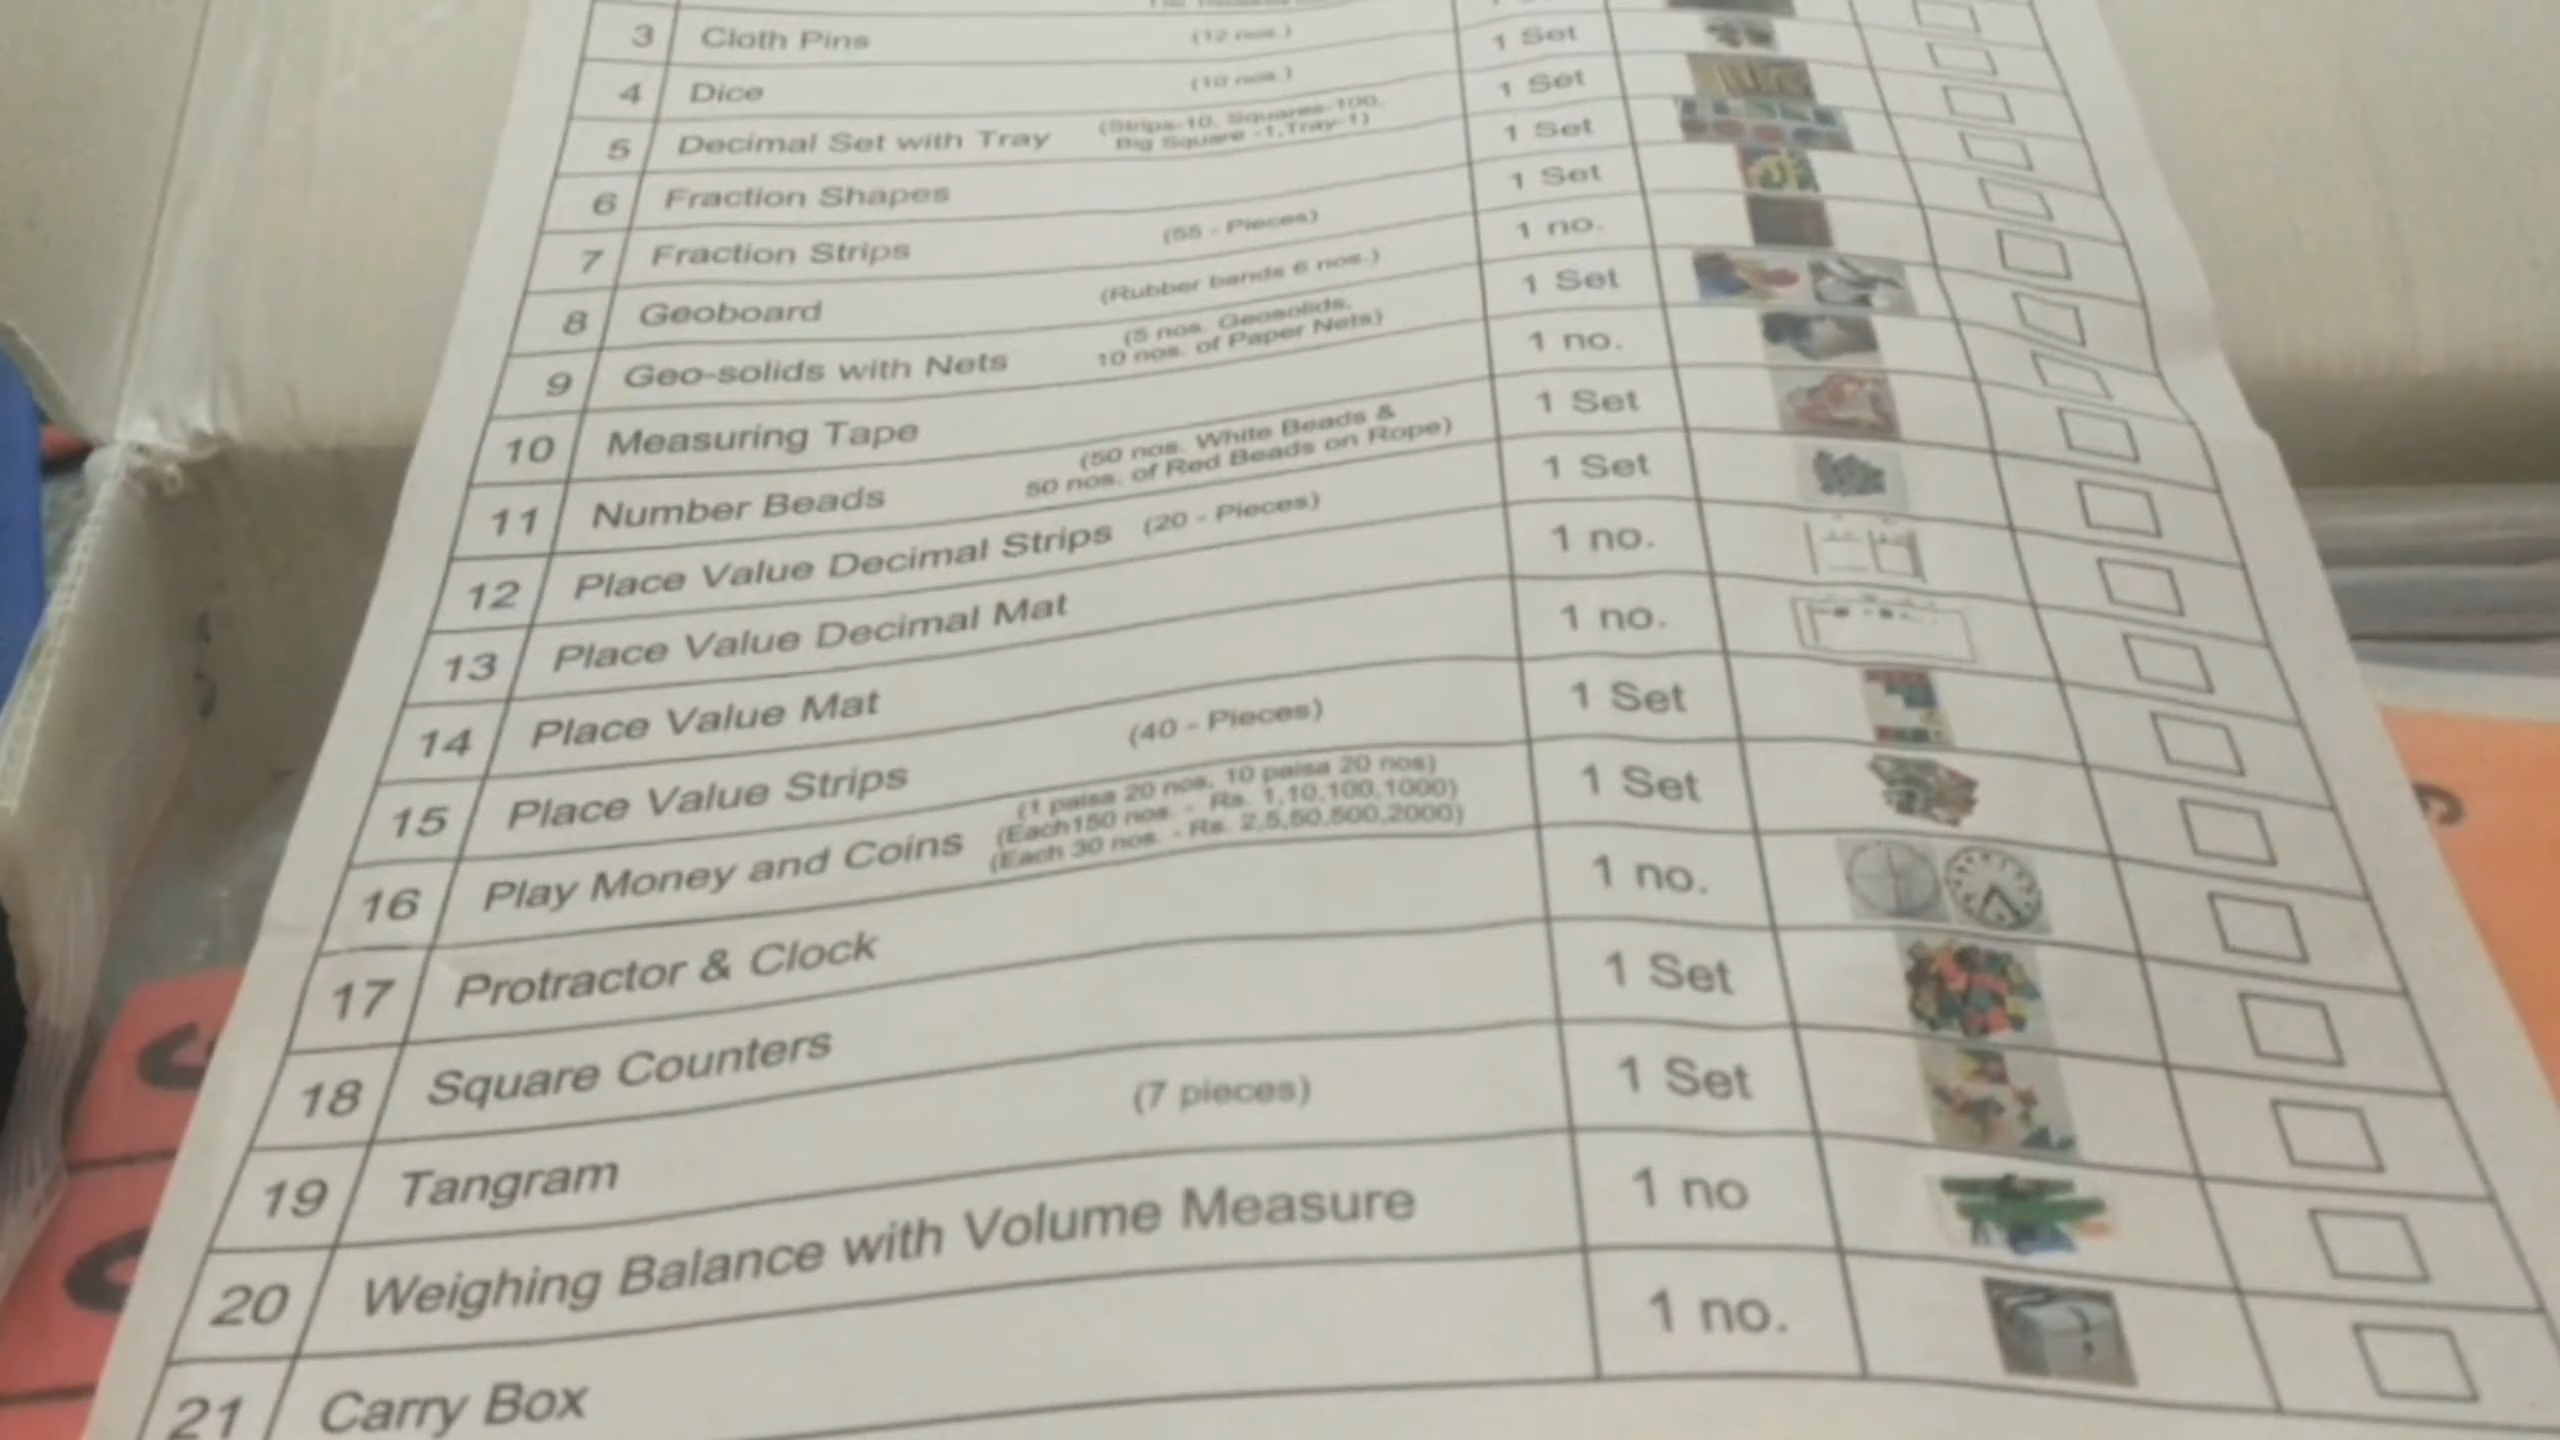 3 Cloth Pins (12 nos.) 1 Set
4 Dice (10 nos.) 1 Set
5 Decimal Set with Tray (Strips-10, Squares-100, 1 Set
Big Square -1,Tray-1)
6 Fraction Shapes 1 Set
7 Fraction Strips (55 - Pieces) 1 Set
8 Geoboard (Rubber bands 6 nos.) 1 no.
9 Geo-solids with Nets (5 nos. Geosolids, 1 Set
10 nos. of Paper Nets)
10 Measuring Tape 1 no.
11 Number Beads (50 nos. White Beads & 1 Set
50 nos. of Red Beads on Rope)
12 Place Value Decimal Strips (20 - Pieces) 1 Set
13 Place Value Decimal Mat 1 no.
14 Place Value Mat 1 no.
15 Place Value Strips (40 - Pieces) 1 Set
16 Play Money and Coins (1 paisa 20 nos, 10 paisa 20 nos) 1 Set
(Each150 nos - Rs. 1,10,100,1000)
(Each 30 nos - Rs. 2,5,50,500,2000)
17 Protractor & Clock 1 no.
18 Square Counters 1 Set
19 Tangram (7 pieces) 1 Set
20 Weighing Balance with Volume Measure 1 no
21 Carry Box 1 no.